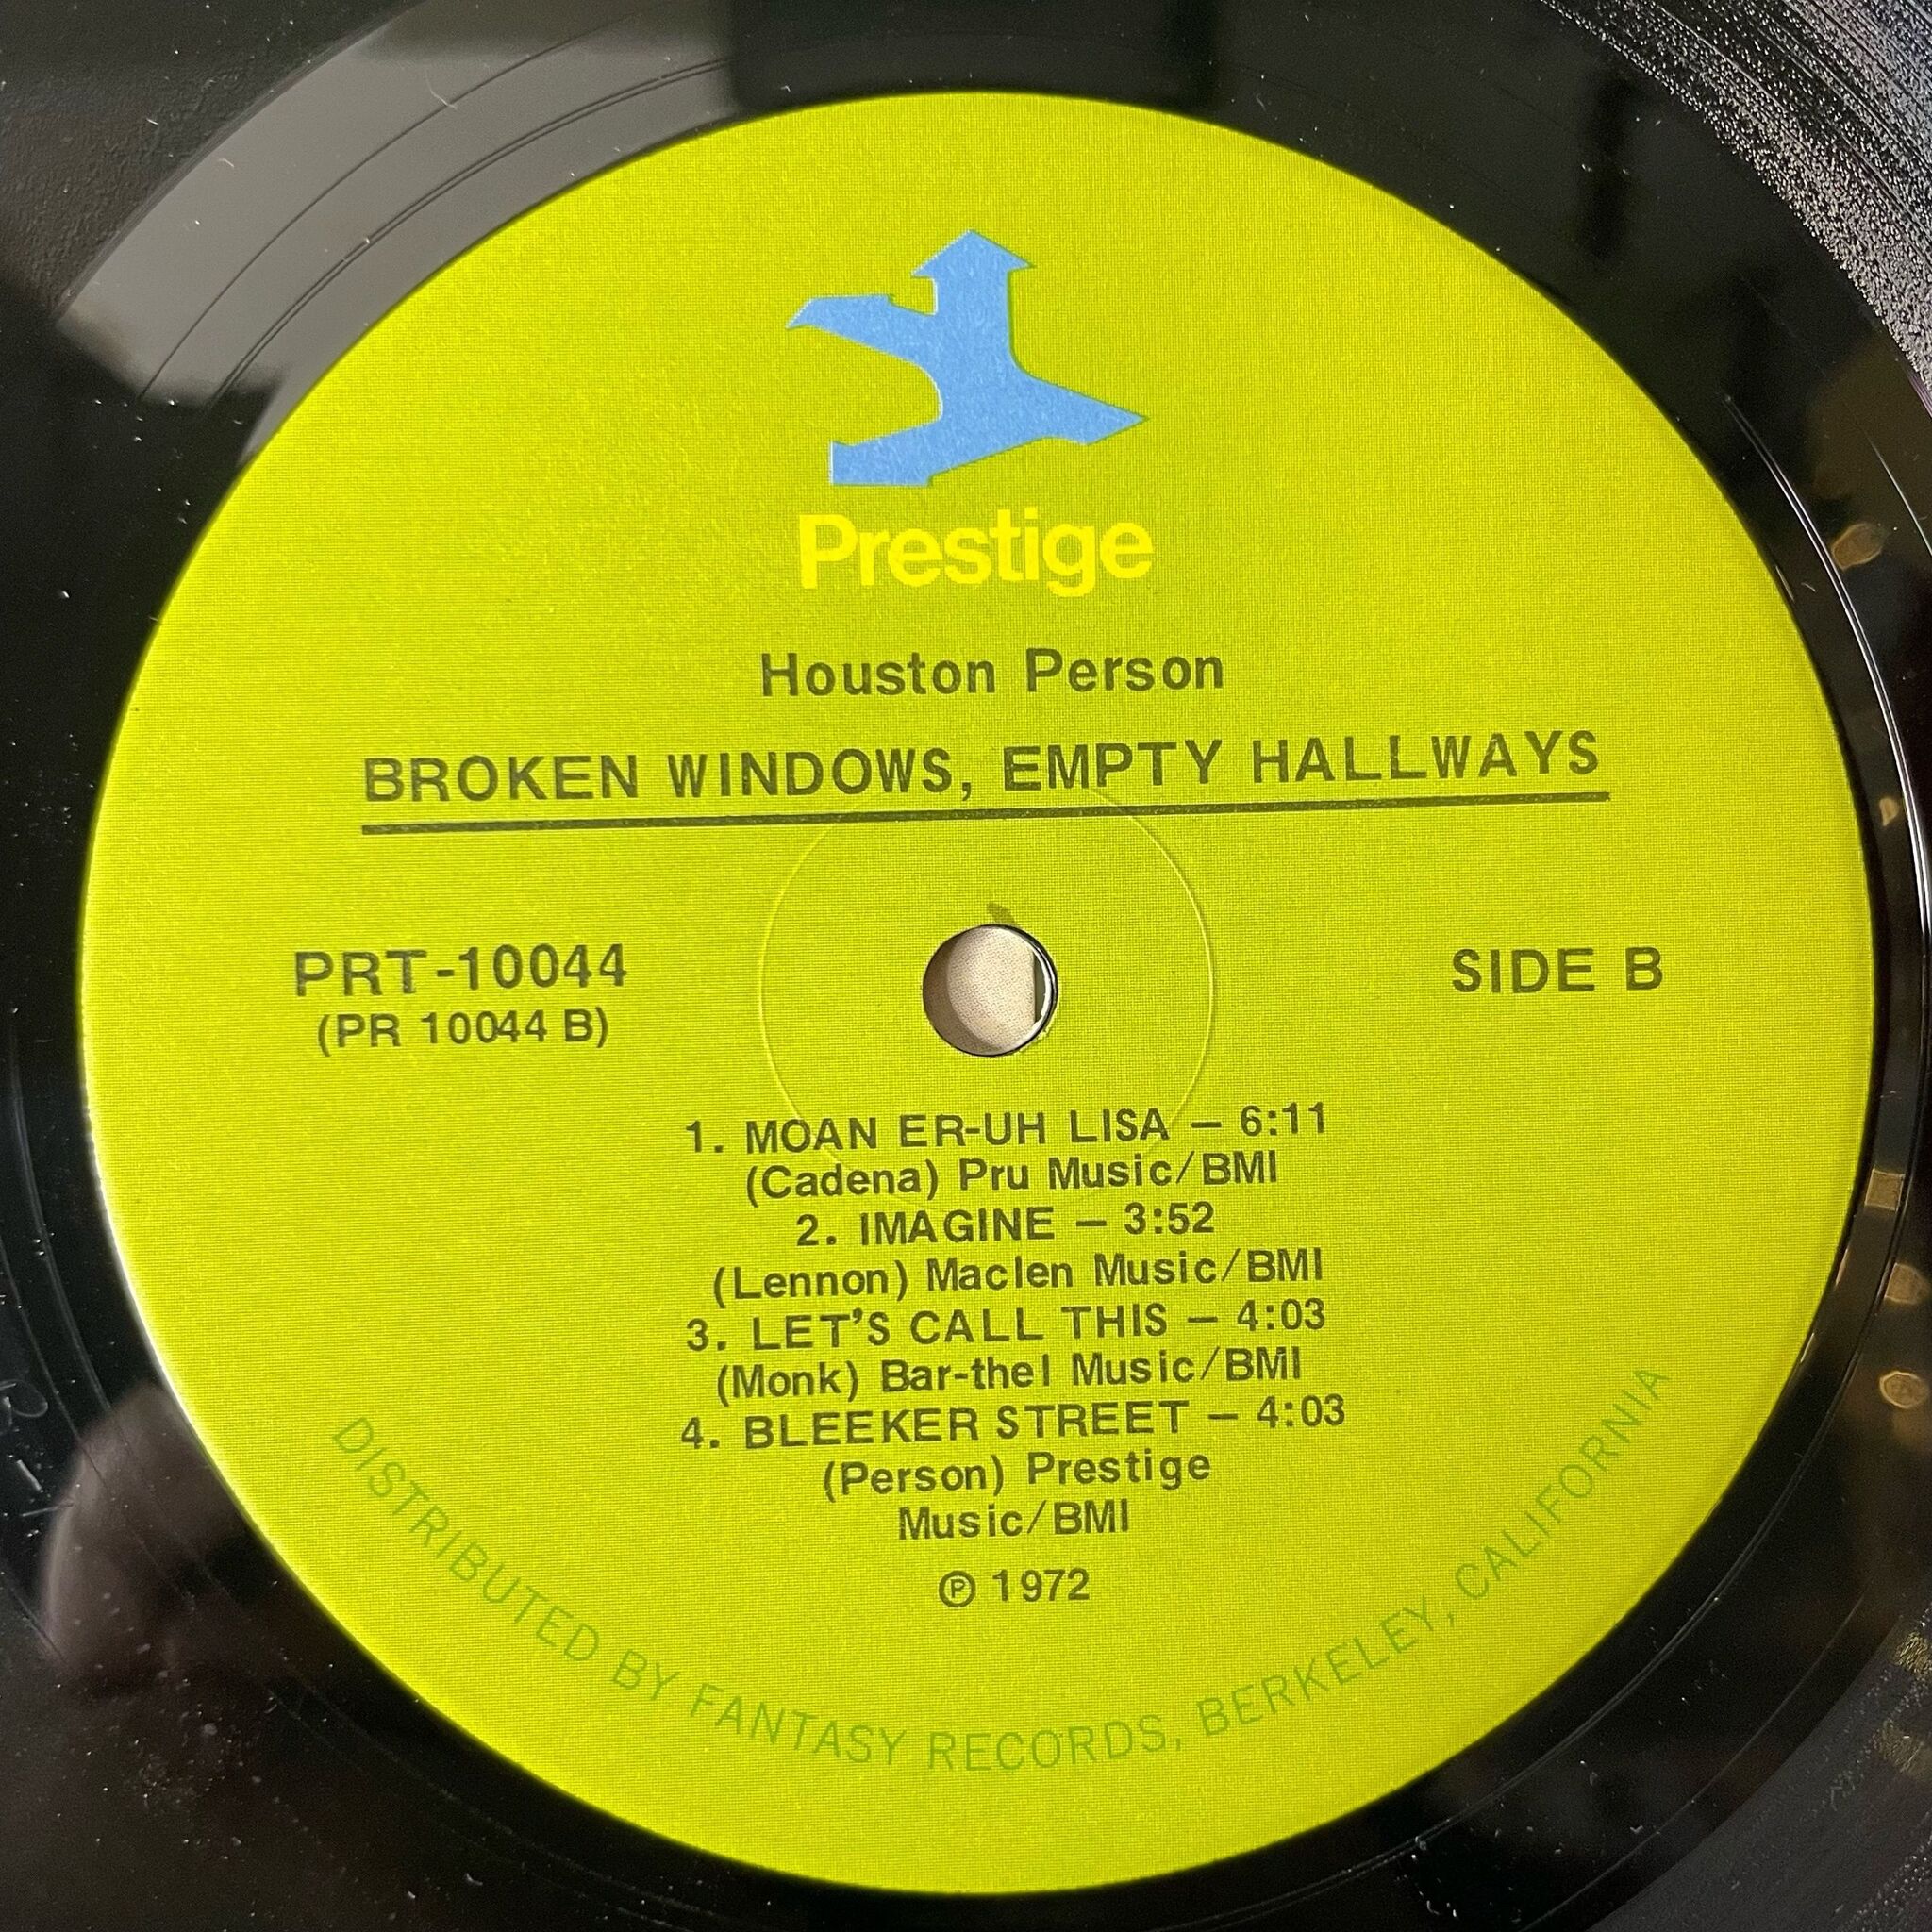 Prestige
Houston Person
BROKEN WINDOWS, EMPTY HALLWAYS
PRT-10044
(PR 10044 B)
SIDE B
1. MOAN ER-UH LISA — 6:11
(Cadena) Pru Music/BMI
2. IMAGINE — 3:52
(Lennon) Maclen Music/BMI
3. LET'S CALL THIS — 4:03
(Monk) Bar-thel Music/BMI
4. BLEEKER STREET — 4:03
(Person) Prestige
Music/BMI
℗ 1972
DISTRIBUTED BY FANTASY RECORDS, BERKELEY, CALIFORNIA